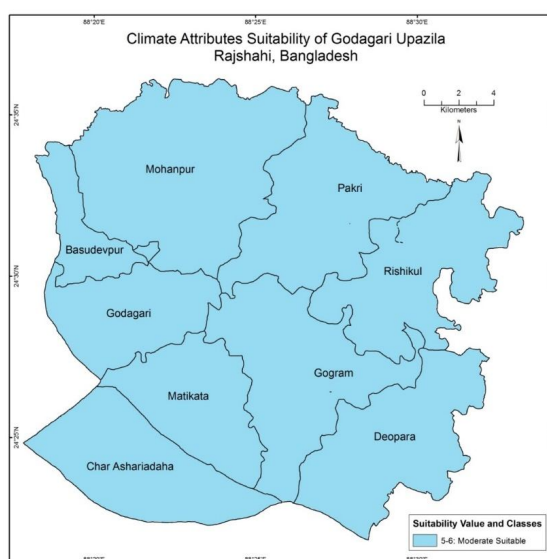 88°20'E
88°25'E
88°30'E
Climate Attributes Suitability of Godagari Upazila
Rajshahi, Bangladesh
0 2 4
Kilometers
N
24°35'N
Mohanpur
Pakri
Basudevpur
Rishikul
24°30'N
Godagari
Gogram
Matikata
24°25'N
Deopara
Char Ashariadaha
Suitability Value and Classes
5-6: Moderate Suitable